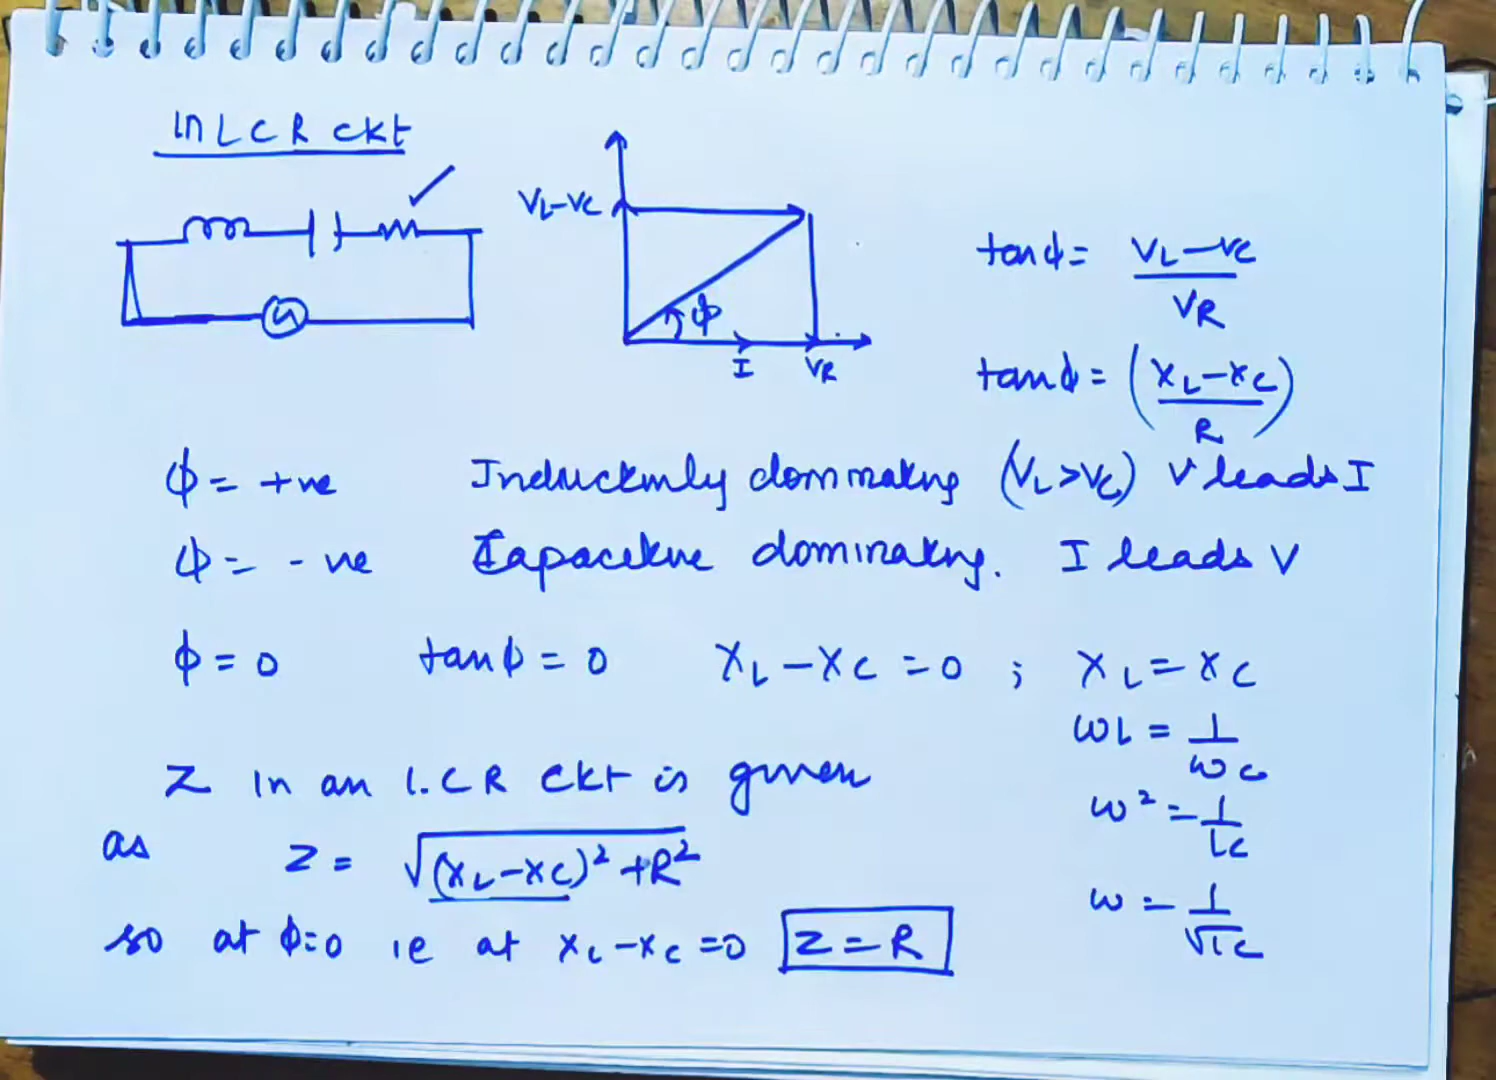 In L C R ckt
VL-VC
ϕ
I
VR
tanϕ = VL-VC / VR
tanϕ = (XL-XC / R)
ϕ = +ve Inductively dominating (VL>VC) V leads I
ϕ = -ve Capacitive dominating. I leads V
ϕ = 0 tanϕ = 0 XL-XC = 0 ; XL = XC
ωL = 1/ωC
ω² = 1/LC
ω = 1/√LC
Z in an L.C R ckt is given
as Z = √(XL-XC)² + R²
so at ϕ=0 ie at XL-XC=0 Z = R